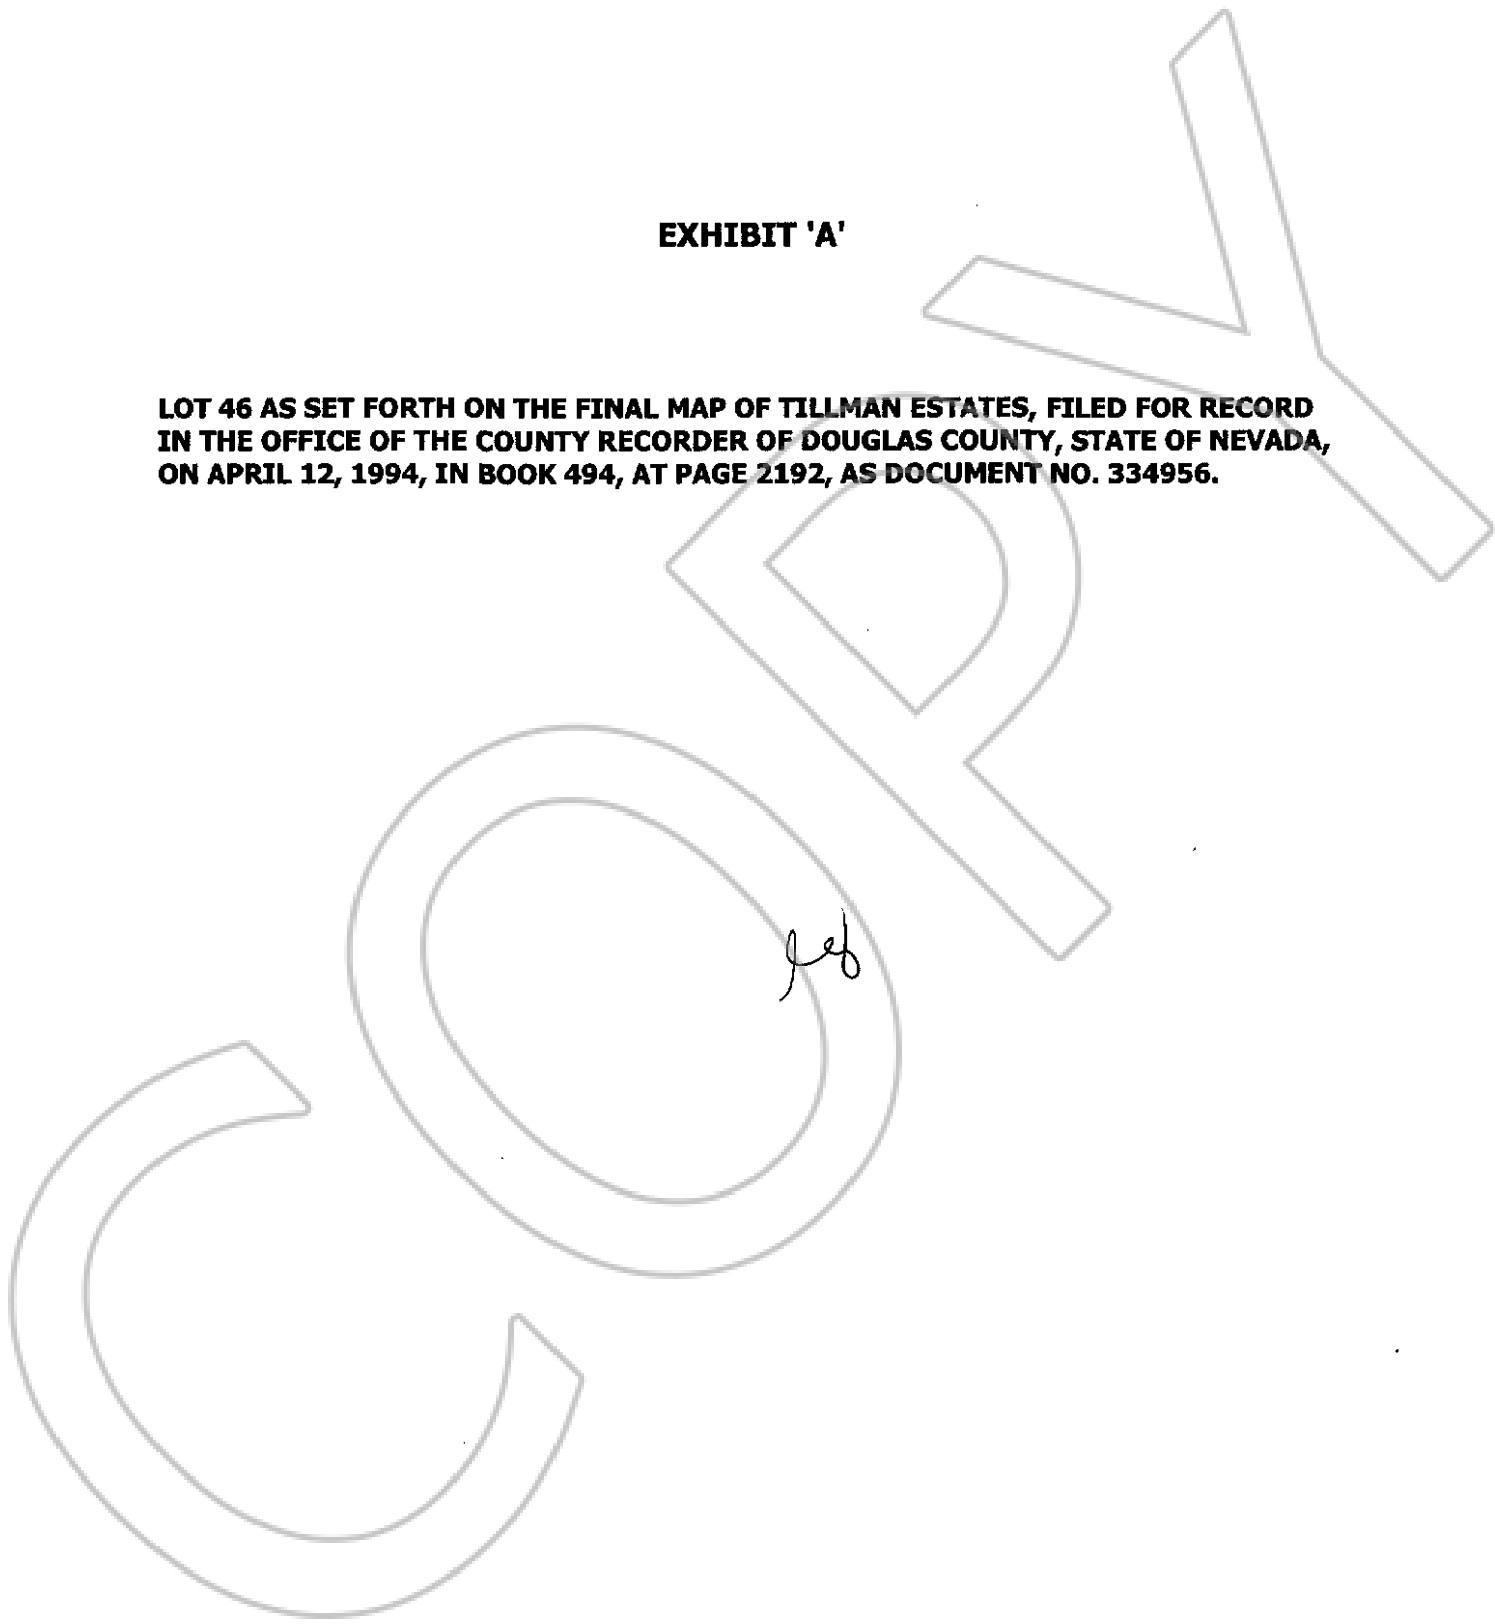 EXHIBIT 'A'
LOT 46 AS SET FORTH ON THE FINAL MAP OF TILLMAN ESTATES, FILED FOR RECORD
IN THE OFFICE OF THE COUNTY RECORDER OF DOUGLAS COUNTY, STATE OF NEVADA,
ON APRIL 12, 1994, IN BOOK 494, AT PAGE 2192, AS DOCUMENT NO. 334956.
COPY